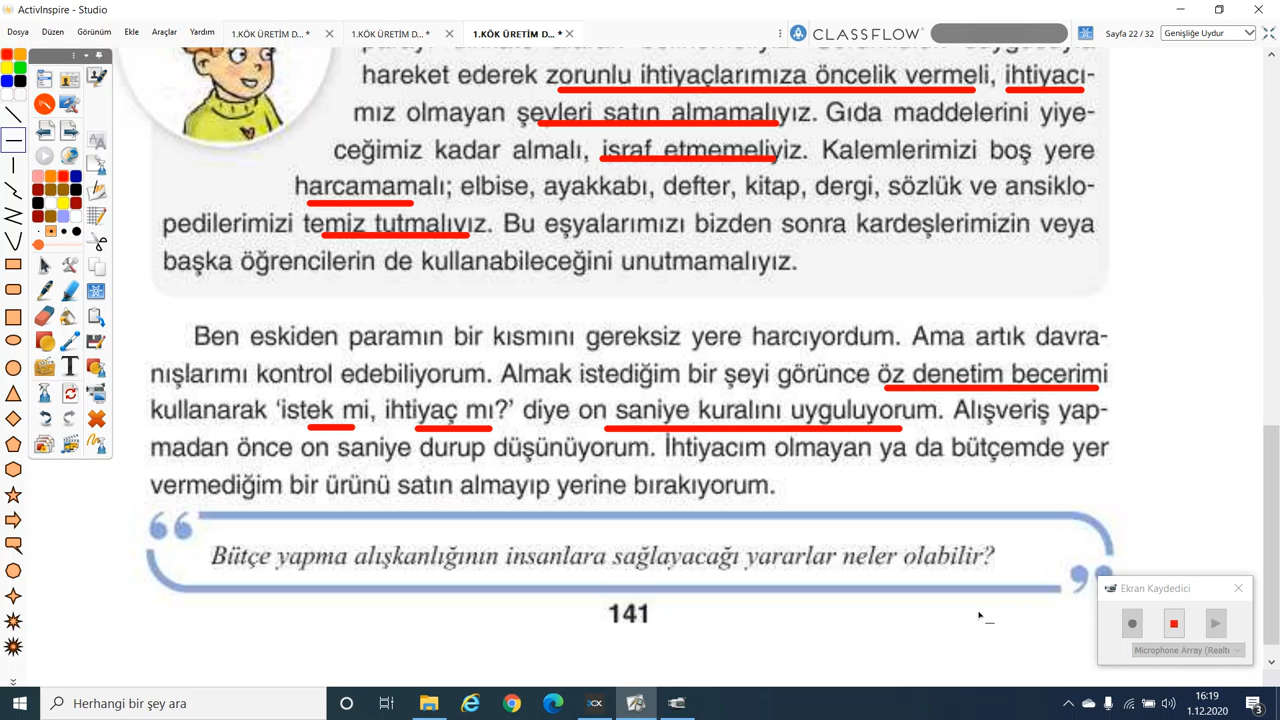 ActivInspire - Studio
Dosya Düzen Görünüm Ekle Araçlar Yardım
1.KÖK ÜRETİM D... *
1.KÖK ÜRETİM D... *
1.KÖK ÜRETİM D... *
CLASSFLOW
Sayfa 22 / 32
Genişliğe Uydur
hareket ederek zorunlu ihtiyaçlarımıza öncelik vermeli, ihtiyacı-
mız olmayan şeyleri satın almamalıyız. Gıda maddelerini yiye-
ceğimiz kadar almalı, israf etmemeliyiz. Kalemlerimizi boş yere
harcamamalı; elbise, ayakkabı, defter, kitap, dergi, sözlük ve ansiklo-
pedilerimizi temiz tutmalıyız. Bu eşyalarımızı bizden sonra kardeşlerimizin veya
başka öğrencilerin de kullanabileceğini unutmamalıyız.
Ben eskiden paramın bir kısmını gereksiz yere harcıyordum. Ama artık davra-
nışlarımı kontrol edebiliyorum. Almak istediğim bir şeyi görünce öz denetim becerimi
kullanarak ‘istek mi, ihtiyaç mı?’ diye on saniye kuralını uyguluyorum. Alışveriş yap-
madan önce on saniye durup düşünüyorum. İhtiyacım olmayan ya da bütçemde yer
vermediğim bir ürünü satın almayıp yerine bırakıyorum.
Bütçe yapma alışkanlığının insanlara sağlayacağı yararlar neler olabilir?
141
Ekran Kaydedici
Microphone Array (Realte
Herhangi bir şey ara
16:19
1.12.2020
3